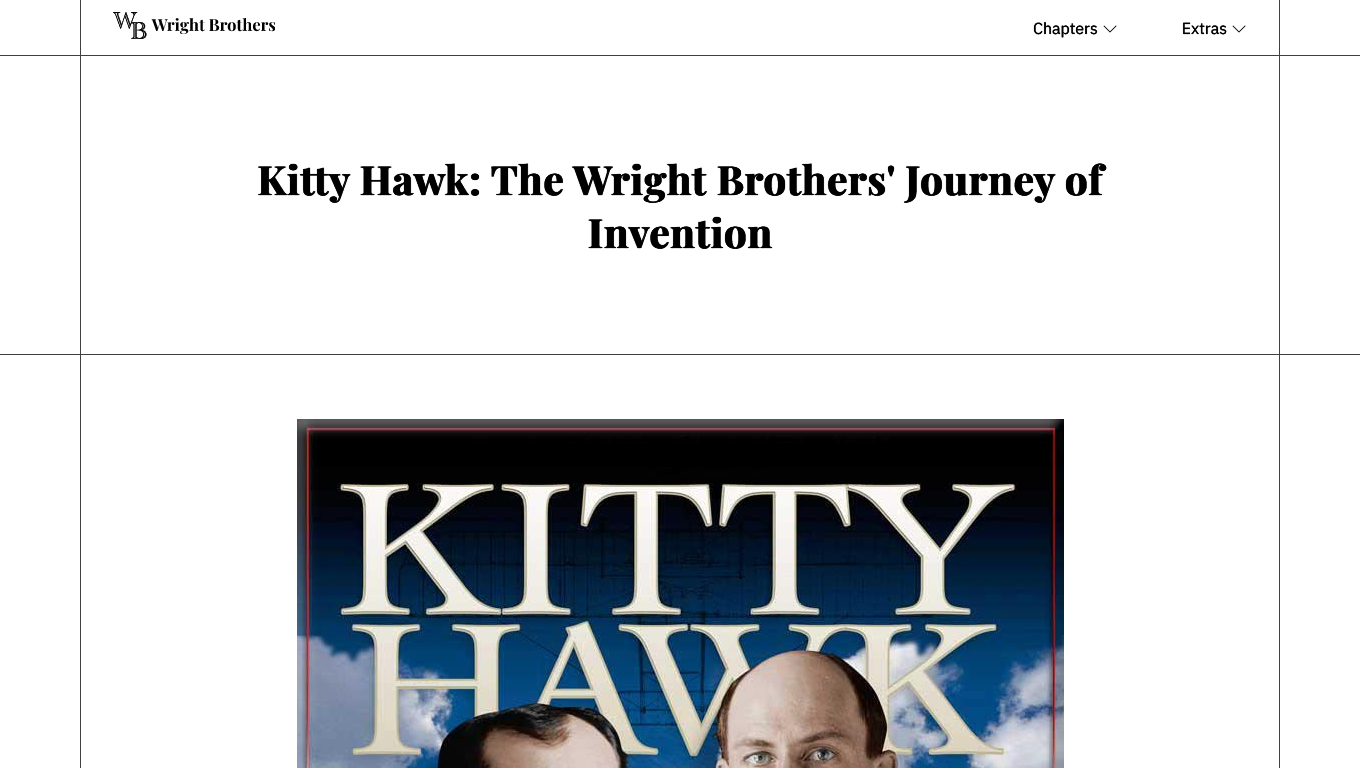 WB Wright Brothers
Chapters
Extras
Kitty Hawk: The Wright Brothers' Journey of
Invention
KITTY
HAWK